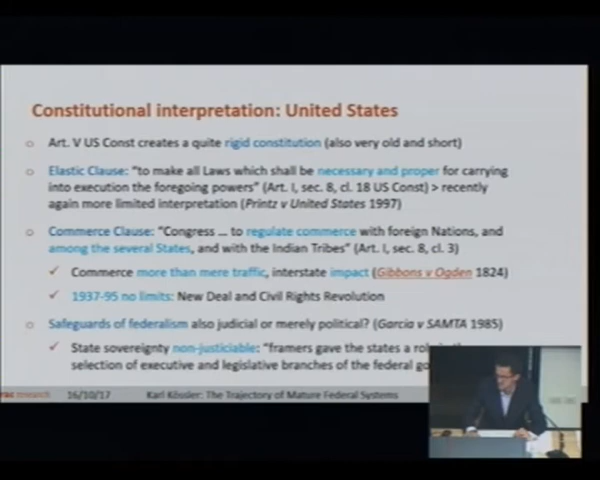 Constitutional interpretation: United States
Art. V US Const creates a quite rigid constitution (also very old and short)
Elastic Clause: "to make all Laws which shall be necessary and proper for carrying
into execution the foregoing powers" (Art. I, sec. 8, cl. 18 US Const) > recently
again more limited interpretation (Printz v United States 1997)
Commerce Clause: "Congress ... to regulate commerce with foreign Nations, and
among the several States, and with the Indian Tribes" (Art. I, sec. 8, cl. 3)
✓ Commerce more than mere traffic, interstate impact (Gibbons v Ogden 1824)
✓ 1937-95 no limits: New Deal and Civil Rights Revolution
Safeguards of federalism also judicial or merely political? (Garcia v SAMTA 1985)
✓ State sovereignty non-justiciable: "framers gave the states a role
selection of executive and legislative branches of the federal
research 16/10/17 Karl Kössler: The Trajectory of Mature Federal Systems